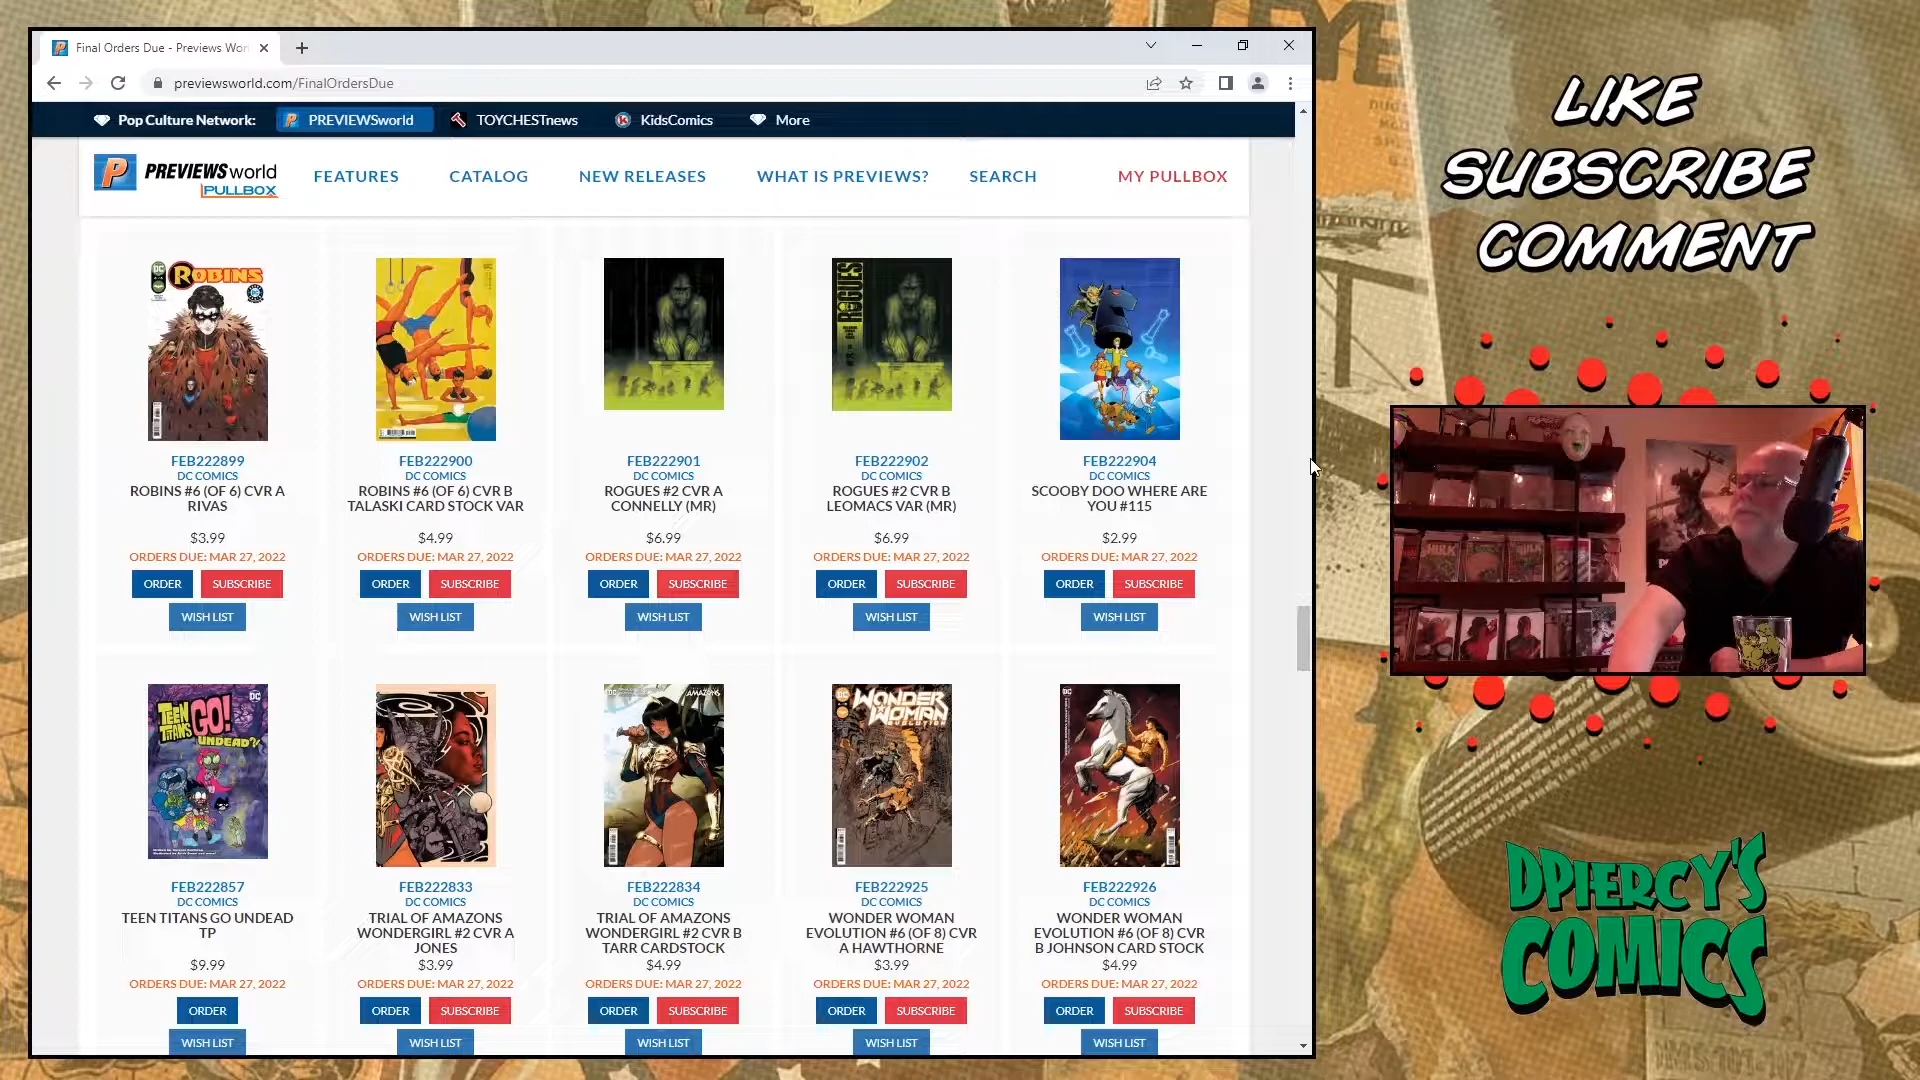 Final Orders Due - Previews Wor
previewsworld.com/FinalOrdersDue
Pop Culture Network:
PREVIEWSworld
TOYCHESTnews
KidsComics
More
PREVIEWSworld
PULLBOX
FEATURES
CATALOG
NEW RELEASES
WHAT IS PREVIEWS?
SEARCH
MY PULLBOX
ROBINS
ROGUES
FEB222899
DC COMICS
ROBINS #6 (OF 6) CVR A
RIVAS
$3.99
ORDERS DUE: MAR 27, 2022
ORDER
SUBSCRIBE
WISH LIST
FEB222900
DC COMICS
ROBINS #6 (OF 6) CVR B
TALASKI CARD STOCK VAR
$4.99
ORDERS DUE: MAR 27, 2022
ORDER
SUBSCRIBE
WISH LIST
FEB222901
DC COMICS
ROGUES #2 CVR A
CONNELLY (MR)
$6.99
ORDERS DUE: MAR 27, 2022
ORDER
SUBSCRIBE
WISH LIST
FEB222902
DC COMICS
ROGUES #2 CVR B
LEOMACS VAR (MR)
$6.99
ORDERS DUE: MAR 27, 2022
ORDER
SUBSCRIBE
WISH LIST
FEB222904
DC COMICS
SCOOBY DOO WHERE ARE
YOU #115
$2.99
ORDERS DUE: MAR 27, 2022
ORDER
SUBSCRIBE
WISH LIST
TEEN TITANS GO!
UNDEAD?!
AMAZONS
WONDER WOMAN
EVOLUTION
FEB222857
DC COMICS
TEEN TITANS GO UNDEAD
TP
$9.99
ORDERS DUE: MAR 27, 2022
ORDER
WISH LIST
FEB222833
DC COMICS
TRIAL OF AMAZONS
WONDERGIRL #2 CVR A
JONES
$3.99
ORDERS DUE: MAR 27, 2022
ORDER
SUBSCRIBE
WISH LIST
FEB222834
DC COMICS
TRIAL OF AMAZONS
WONDERGIRL #2 CVR B
TARR CARDSTOCK
$4.99
ORDERS DUE: MAR 27, 2022
ORDER
SUBSCRIBE
WISH LIST
FEB222925
DC COMICS
WONDER WOMAN
EVOLUTION #6 (OF 8) CVR
A HAWTHORNE
$3.99
ORDERS DUE: MAR 27, 2022
ORDER
SUBSCRIBE
WISH LIST
FEB222926
DC COMICS
WONDER WOMAN
EVOLUTION #6 (OF 8) CVR
B JOHNSON CARD STOCK
$4.99
ORDERS DUE: MAR 27, 2022
ORDER
SUBSCRIBE
WISH LIST
LIKE
SUBSCRIBE
COMMENT
DPIERCY'S
COMICS